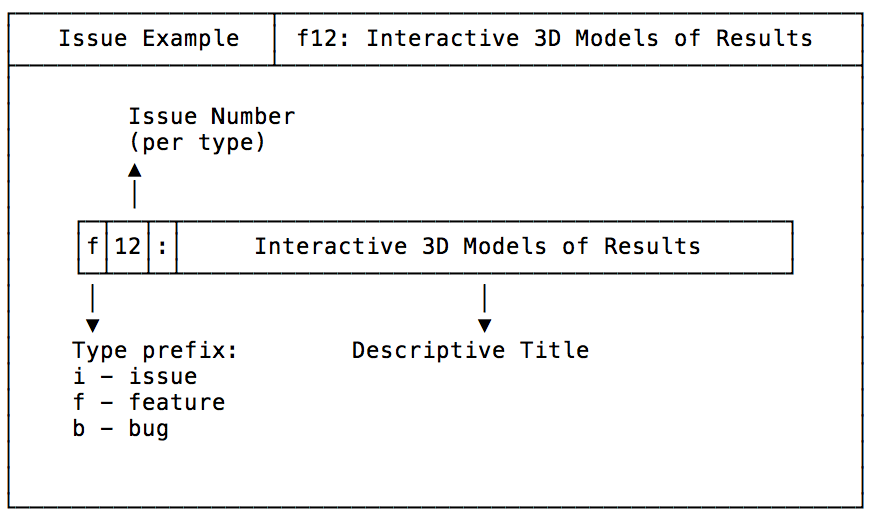 Issue Example
f12: Interactive 3D Models of Results
Issue Number
(per type)
f 12 : Interactive 3D Models of Results
Type prefix:
i – issue
f – feature
b – bug
Descriptive Title